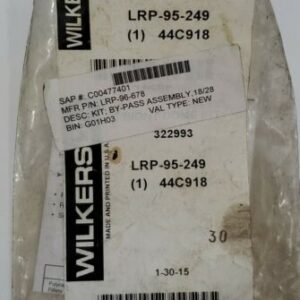 LRP-95-249
(1) 44C918
WILKERS
SAP #: C00477401
MFR P/N: LRP-96-678
DESC: KIT: BY-PASS ASSEMBLY,18/28
BIN: G01H03 VAL TYPE: NEW
322993
LRP-95-249
(1) 44C918
WILKERS
MADE AND PRINTED IN U.S.A.
30
1-30-15